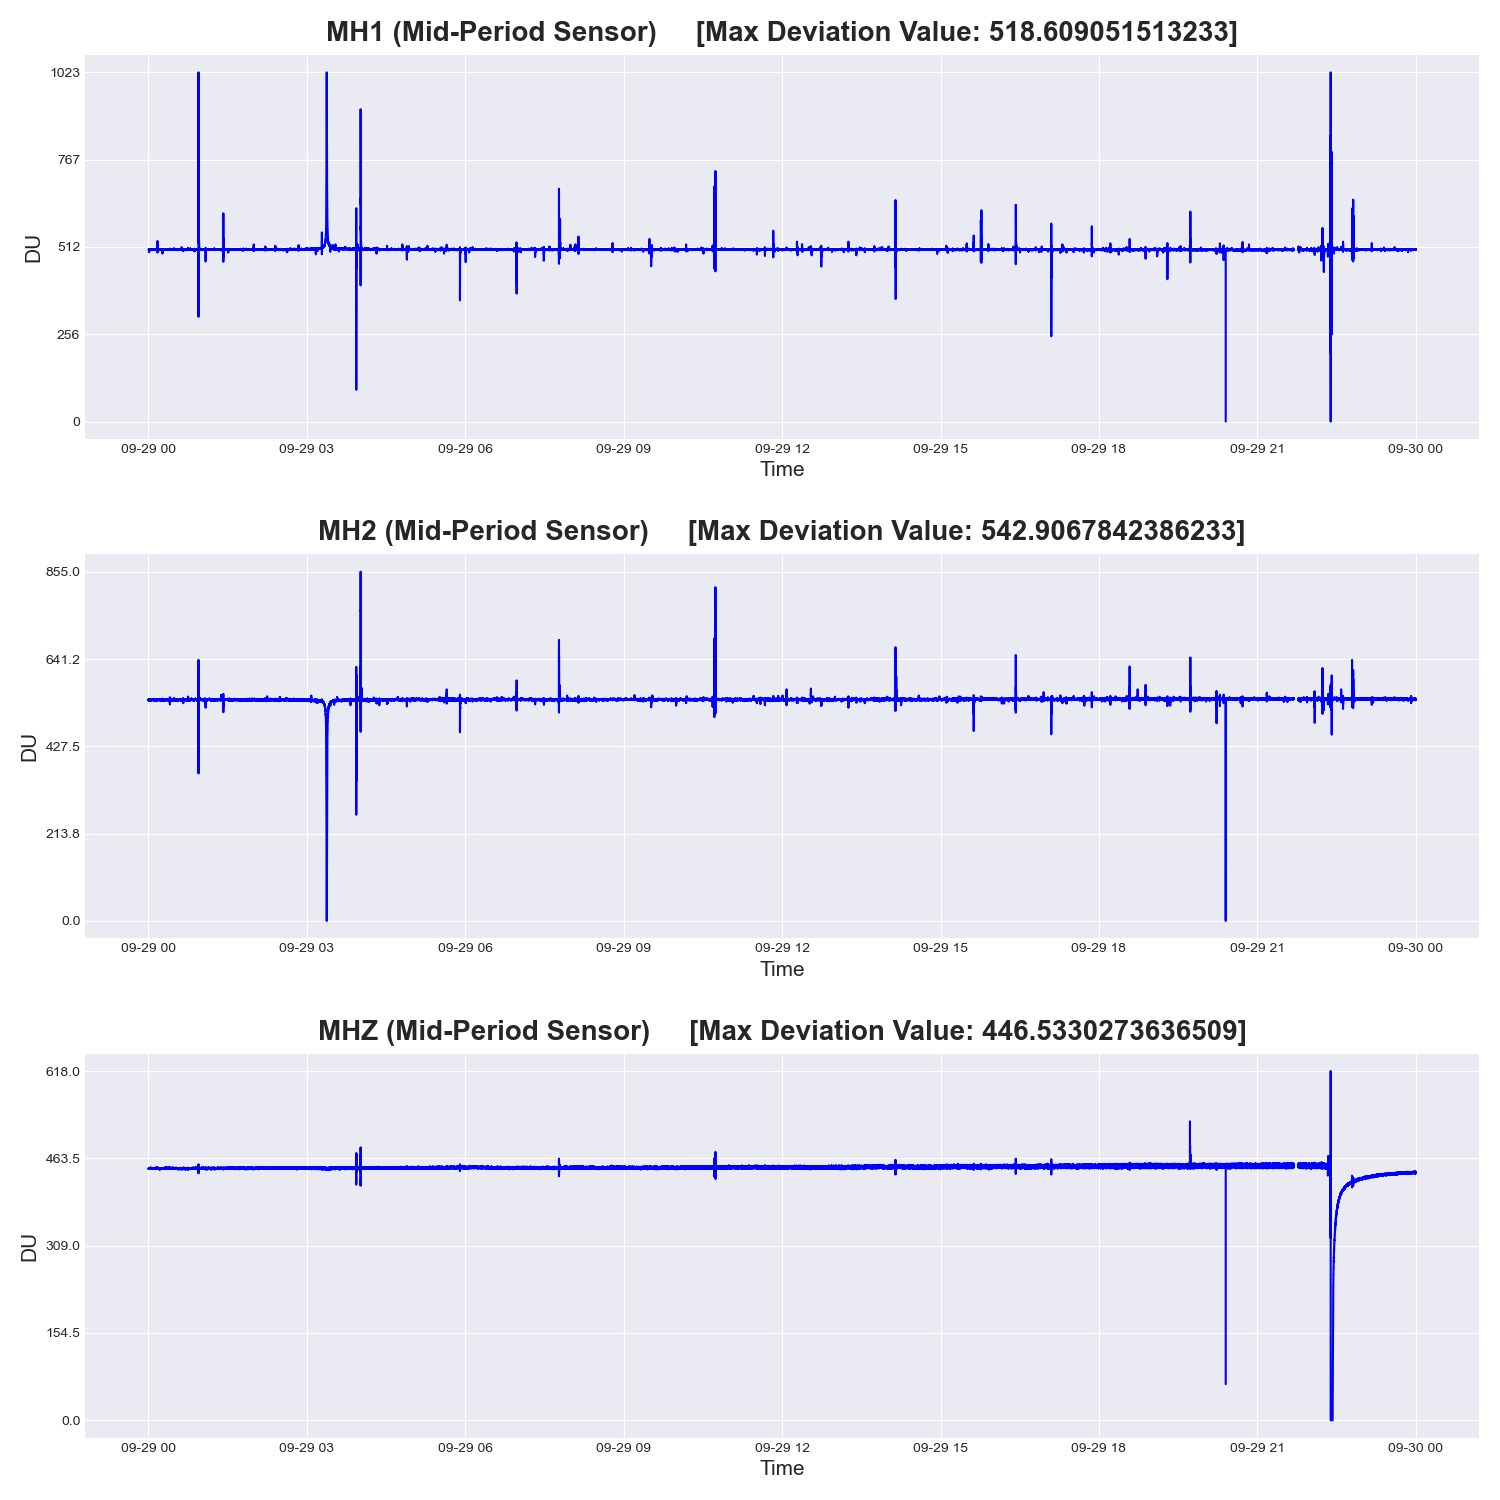 MH1 (Mid-Period Sensor) [Max Deviation Value: 518.609051513233]
1023
767
512
256
0
DU
09-29 00 09-29 03 09-29 06 09-29 09 09-29 12 09-29 15 09-29 18 09-29 21 09-30 00
Time
MH2 (Mid-Period Sensor) [Max Deviation Value: 542.9067842386233]
855.0
641.2
427.5
213.8
0.0
DU
09-29 00 09-29 03 09-29 06 09-29 09 09-29 12 09-29 15 09-29 18 09-29 21 09-30 00
Time
MHZ (Mid-Period Sensor) [Max Deviation Value: 446.5330273636509]
618.0
463.5
309.0
154.5
0.0
DU
09-29 00 09-29 03 09-29 06 09-29 09 09-29 12 09-29 15 09-29 18 09-29 21 09-30 00
Time